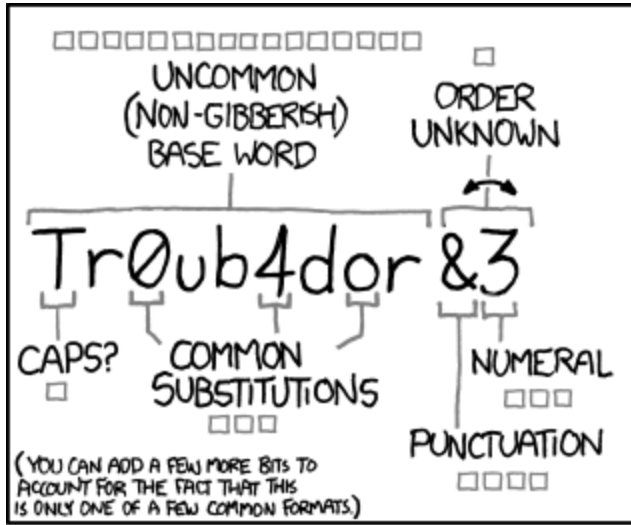 UNCOMMON
(NON-GIBBERISH)
BASE WORD
ORDER
UNKNOWN
Tr0ub4dor &3
CAPS?
COMMON
SUBSTITUTIONS
NUMERAL
PUNCTUATION
(YOU CAN ADD A FEW MORE BITS TO
ACCOUNT FOR THE FACT THAT THIS
IS ONLY ONE OF A FEW COMMON FORMATS.)